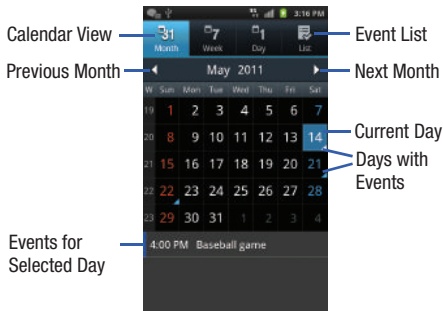 3:16 PM
Calendar View
31 7 1
Month Week Day List
Event List
Previous Month
May 2011
Next Month
W Sun Mon Tue Wed Thu Fri Sat
19 1 2 3 4 5 6 7
20 8 9 10 11 12 13 14
Current Day
21 15 16 17 18 19 20 21
Days with
Events
22 22 23 24 25 26 27 28
23 29 30 31 1 2 3 4
Events for
Selected Day
4:00 PM Baseball game